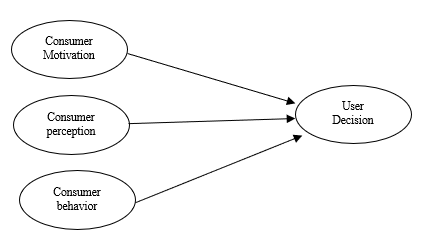 Consumer
Motivation
Consumer
perception
User
Decision
Consumer
behavior